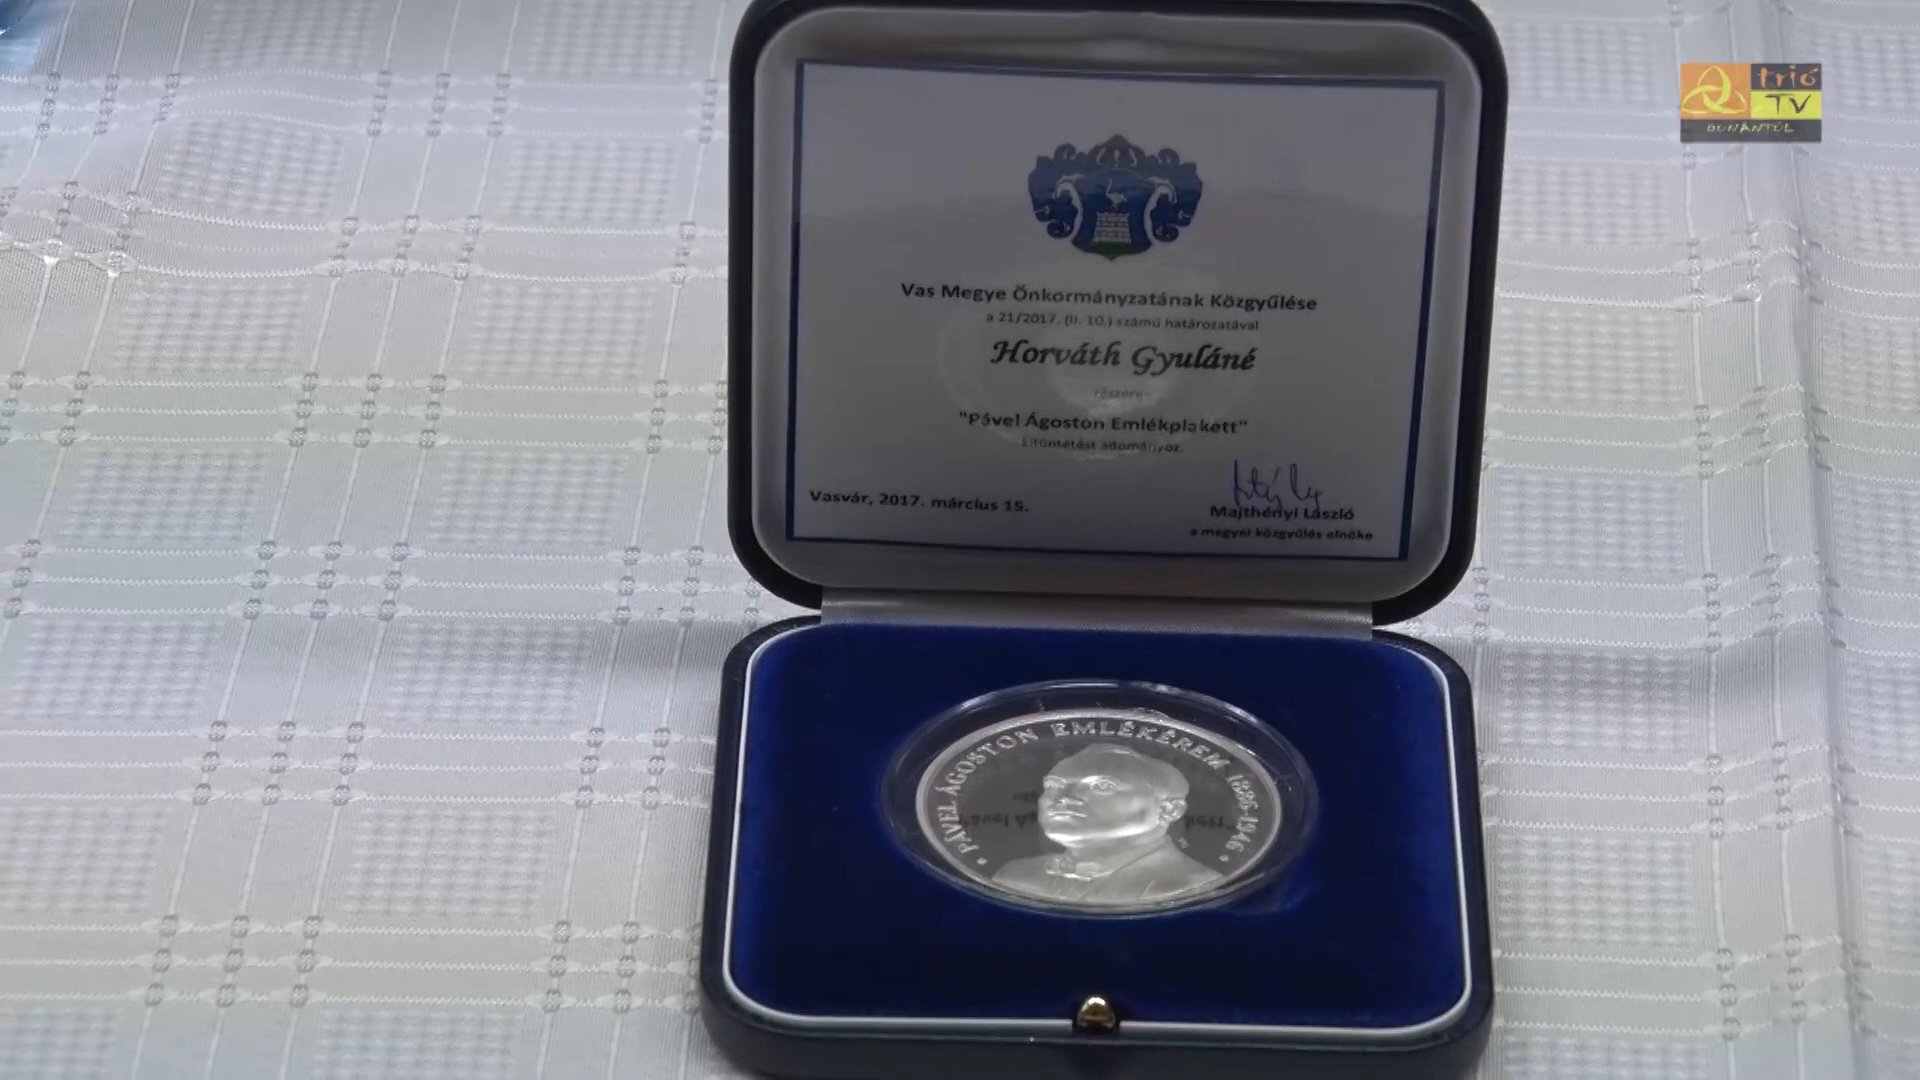 trió
TV
DUNÁNTÚL
Vas Megye Önkormányzatának Közgyűlése
a 21/2017. (II. 10.) számú határozatával
Horváth Gyuláné
részére
"Pável Ágoston Emlékplakett"
kitüntetést adományoz.
Vasvár, 2017. március 15.
Majthényi László
a megyei közgyűlés elnöke
• PÁVEL ÁGOSTON EMLÉKÉREM 1886-1946 •